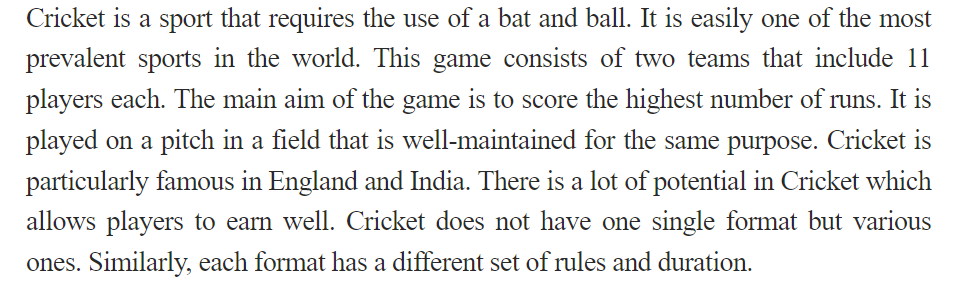 Cricket is a sport that requires the use of a bat and ball. It is easily one of the most
prevalent sports in the world. This game consists of two teams that include 11
players each. The main aim of the game is to score the highest number of runs. It is
played on a pitch in a field that is well-maintained for the same purpose. Cricket is
particularly famous in England and India. There is a lot of potential in Cricket which
allows players to earn well. Cricket does not have one single format but various
ones. Similarly, each format has a different set of rules and duration.